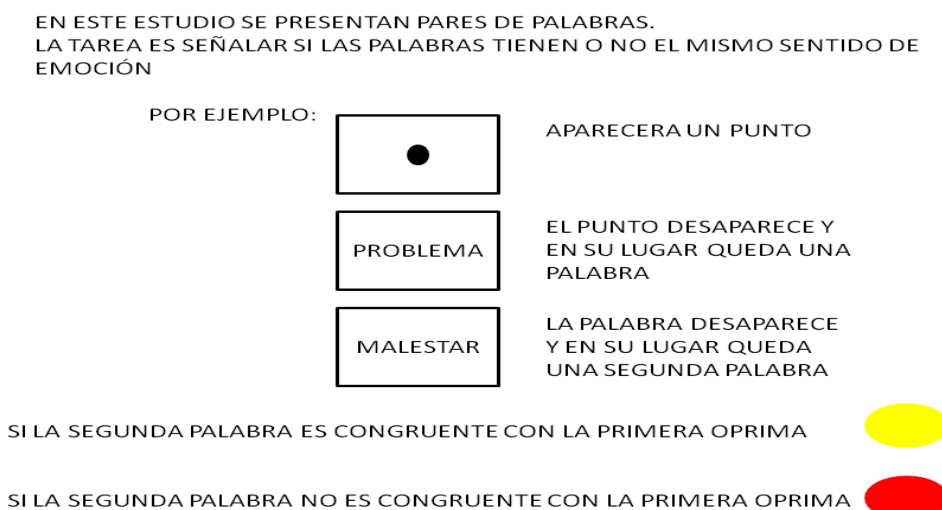 EN ESTE ESTUDIO SE PRESENTAN PARES DE PALABRAS.
LA TAREA ES SEÑALAR SI LAS PALABRAS TIENEN O NO EL MISMO SENTIDO DE
EMOCIÓN
POR EJEMPLO:
APARECERA UN PUNTO
PROBLEMA
EL PUNTO DESAPARECE Y
EN SU LUGAR QUEDA UNA
PALABRA
MALESTAR
LA PALABRA DESAPARECE
Y EN SU LUGAR QUEDA
UNA SEGUNDA PALABRA
SI LA SEGUNDA PALABRA ES CONGRUENTE CON LA PRIMERA OPRIMA
SI LA SEGUNDA PALABRA NO ES CONGRUENTE CON LA PRIMERA OPRIMA